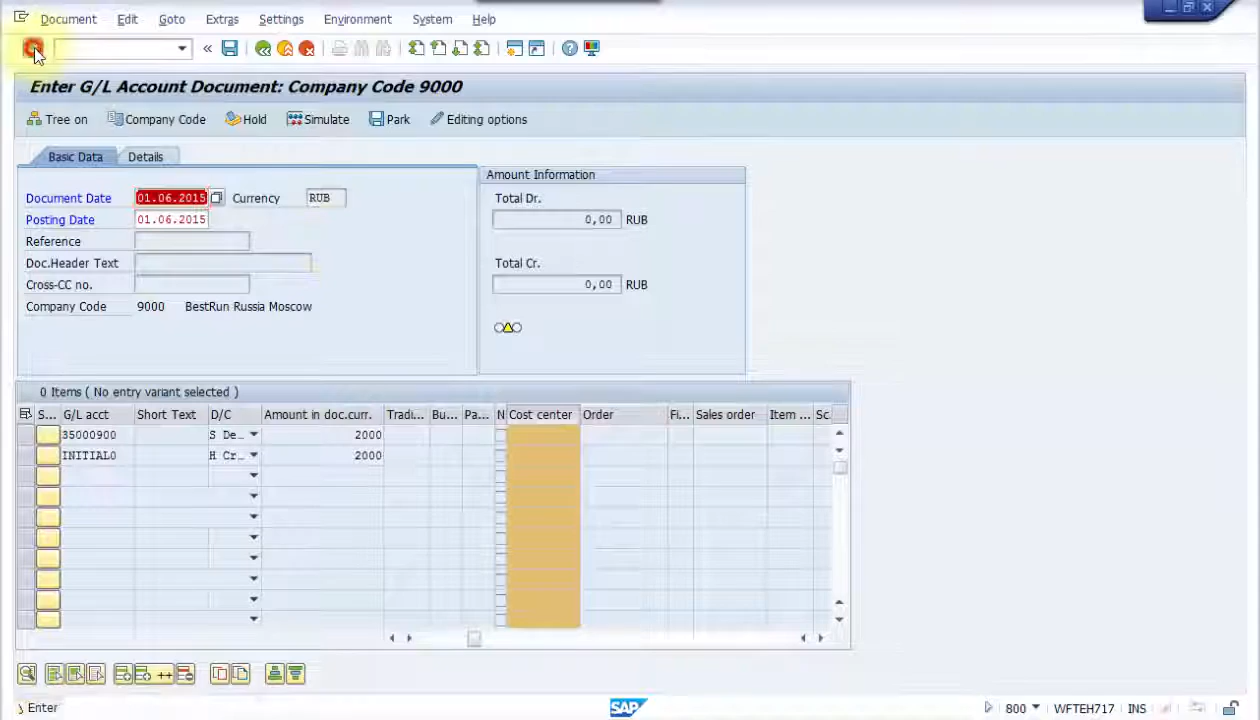 Document Edit Goto Extras Settings Environment System Help
«
Enter G/L Account Document: Company Code 9000
Tree on Company Code Hold Simulate Park Editing options
Basic Data Details
Amount Information
Document Date 01.06.2015 Currency RUB
Total Dr.
Posting Date 01.06.2015
0,00 RUB
Reference
Doc.Header Text
Total Cr.
Cross-CC no.
0,00 RUB
Company Code 9000 BestRun Russia Moscow
0 Items ( No entry variant selected )
S... G/L acct Short Text D/C Amount in doc.curr. Tradi... Bu... Pa... N Cost center Order Fi... Sales order Item ... Sc
35000900 S De... 2000
INITIAL0 H Cr... 2000
Enter SAP 800 WFTEH717 INS